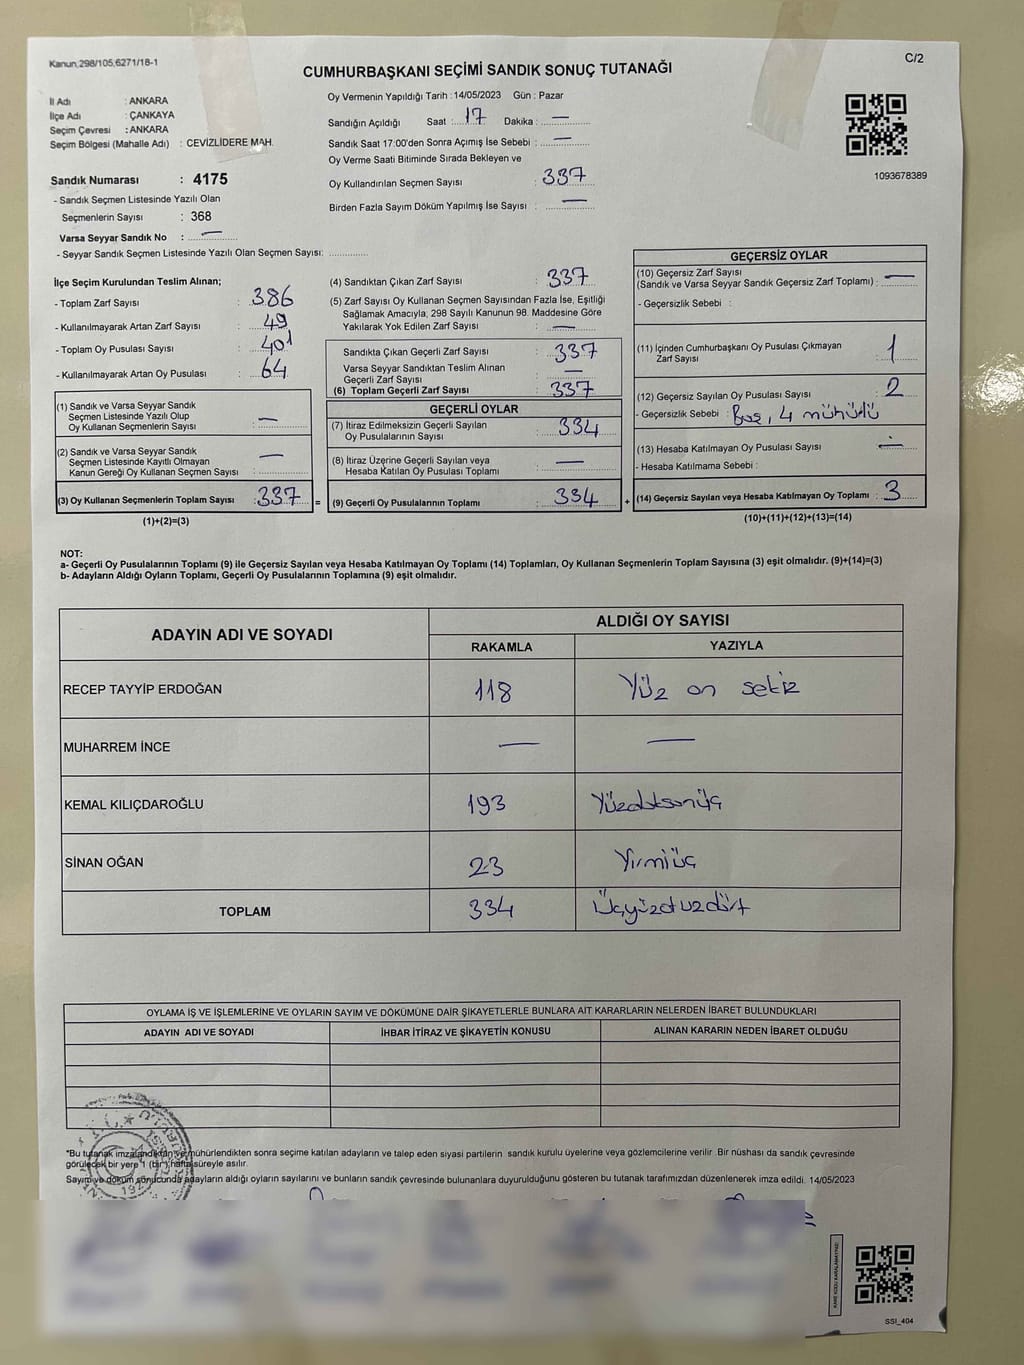 Kanun,298/105,6271/18-1
C/2
CUMHURBAŞKANI SEÇİMİ SANDIK SONUÇ TUTANAĞI
İl Adı : ANKARA
İlçe Adı : ÇANKAYA
Seçim Çevresi : ANKARA
Seçim Bölgesi (Mahalle Adı) : CEVİZLİDERE MAH.
Sandık Numarası : 4175
- Sandık Seçmen Listesinde Yazılı Olan
Seçmenlerin Sayısı : 368
Varsa Seyyar Sandık No : —
- Seyyar Sandık Seçmen Listesinde Yazılı Olan Seçmen Sayısı: ..............
Oy Vermenin Yapıldığı Tarih : 14/05/2023 Gün : Pazar
Sandığın Açıldığı Saat : 17 Dakika : —
Sandık Saat 17:00'den Sonra Açılmış İse Sebebi : —
Oy Verme Saati Bitiminde Sırada Bekleyen ve
Oy Kullandırılan Seçmen Sayısı : 337
Birden Fazla Sayım Döküm Yapılmış İse Sayısı : —
1093678389
İlçe Seçim Kurulundan Teslim Alınan;
- Toplam Zarf Sayısı : 386
- Kullanılmayarak Artan Zarf Sayısı : 49
- Toplam Oy Pusulası Sayısı : 401
- Kullanılmayarak Artan Oy Pusulası : 64
(1) Sandık ve Varsa Seyyar Sandık
Seçmen Listesinde Yazılı Olup
Oy Kullanan Seçmenlerin Sayısı : —
(2) Sandık ve Varsa Seyyar Sandık
Seçmen Listesinde Kayıtlı Olmayan
Kanun Gereği Oy Kullanan Seçmen Sayısı : —
(3) Oy Kullanan Seçmenlerin Toplam Sayısı : 337 =
(1)+(2)=(3)
(4) Sandıktan Çıkan Zarf Sayısı : 337
(5) Zarf Sayısı Oy Kullanan Seçmen Sayısından Fazla İse, Eşitliği
Sağlamak Amacıyla, 298 Sayılı Kanunun 98. Maddesine Göre
Yakılarak Yok Edilen Zarf Sayısı : —
Sandıkta Çıkan Geçerli Zarf Sayısı : 337
Varsa Seyyar Sandıktan Teslim Alınan
Geçerli Zarf Sayısı : —
(6) Toplam Geçerli Zarf Sayısı : 337
GEÇERLİ OYLAR
(7) İtiraz Edilmeksizin Geçerli Sayılan
Oy Pusulalarının Sayısı : 334
(8) İtiraz Üzerine Geçerli Sayılan veya
Hesaba Katılan Oy Pusulası Toplamı : —
(9) Geçerli Oy Pusulalarının Toplamı : 334 +
GEÇERSİZ OYLAR
(10) Geçersiz Zarf Sayısı
(Sandık ve Varsa Seyyar Sandık Geçersiz Zarf Toplamı) : —
- Geçersizlik Sebebi :
(11) İçinden Cumhurbaşkanı Oy Pusulası Çıkmayan
Zarf Sayısı : 1
(12) Geçersiz Sayılan Oy Pusulası Sayısı : 2
- Geçersizlik Sebebi : Boş, 4 mühürlü
(13) Hesaba Katılmayan Oy Pusulası Sayısı : —
- Hesaba Katılmama Sebebi :
(14) Geçersiz Sayılan veya Hesaba Katılmayan Oy Toplamı : 3
(10)+(11)+(12)+(13)=(14)
NOT:
a- Geçerli Oy Pusulalarının Toplamı (9) ile Geçersiz Sayılan veya Hesaba Katılmayan Oy Toplamı (14) Toplamları, Oy Kullanan Seçmenlerin Toplam Sayısına (3) eşit olmalıdır. (9)+(14)=(3)
b- Adayların Aldığı Oyların Toplamı, Geçerli Oy Pusulalarının Toplamına (9) eşit olmalıdır.
ADAYIN ADI VE SOYADI ALDIĞI OY SAYISI
RAKAMLA YAZIYLA
RECEP TAYYİP ERDOĞAN 118 Yüz on sekiz
MUHARREM İNCE — —
KEMAL KILIÇDAROĞLU 193 Yüzdoksanüç
SİNAN OĞAN 23 Yirmiüç
TOPLAM 334 Üçyüzotuzdört
OYLAMA İŞ VE İŞLEMLERİNE VE OYLARIN SAYIM VE DÖKÜMÜNE DAİR ŞİKAYETLERLE BUNLARA AİT KARARLARIN NELERDEN İBARET BULUNDUKLARI
ADAYIN ADI VE SOYADI İHBAR İTİRAZ VE ŞİKAYETİN KONUSU ALINAN KARARIN NEDEN İBARET OLDUĞU
*Bu tutanak imzalandıktan ve mühürlendikten sonra seçime katılan adayların ve talep eden siyasi partilerin sandık kurulu üyelerine veya gözlemcilerine verilir. Bir nüshası da sandık çevresinde
görülecek bir yere 1 (bir) hafta süreyle asılır.
Sayım ve döküm sonucunda adayların aldığı oyların sayılarını ve bunların sandık çevresinde bulunanlara duyurulduğunu gösteren bu tutanak tarafımızdan düzenlenerek imza edildi. 14/05/2023
KARE KODU KARALAMAYINIZ!
SSI_404